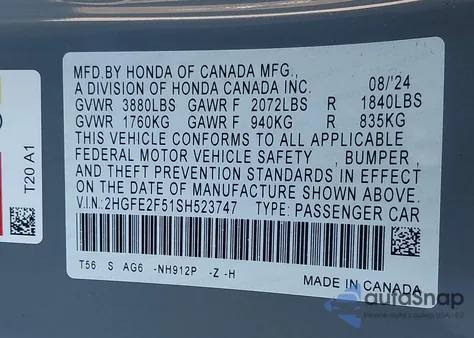 MFD.BY HONDA OF CANADA MFG.,
A DIVISION OF HONDA CANADA INC. 08/'24
GVWR 3880LBS GAWR F 2072LBS R 1840LBS
GVWR 1760KG GAWR F 940KG R 835KG
THIS VEHICLE CONFORMS TO ALL APPLICABLE
FEDERAL MOTOR VEHICLE SAFETY , BUMPER ,
AND THEFT PREVENTION STANDARDS IN EFFECT
ON THE DATE OF MANUFACTURE SHOWN ABOVE.
V.I.N.:2HGFE2F51SH523747 TYPE: PASSENGER CAR
T56 S AG6 -NH912P -Z -H
MADE IN CANADA
T20 A1
autoSnap